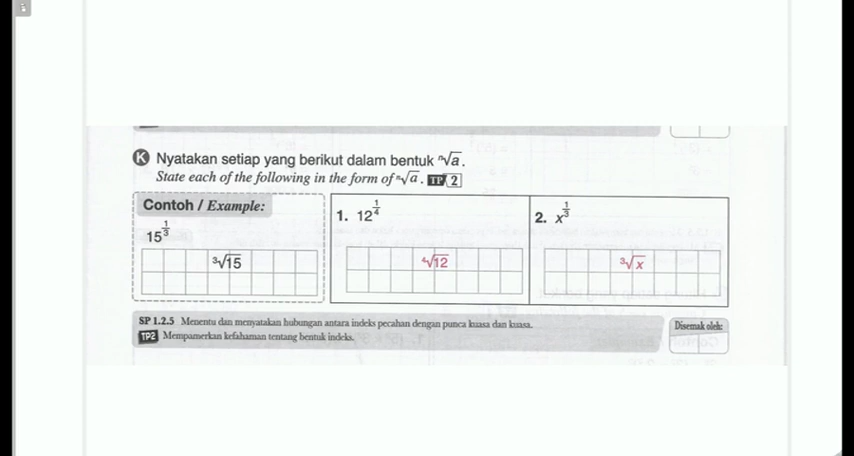 K Nyatakan setiap yang berikut dalam bentuk ⁿ√a.
State each of the following in the form of ⁿ√a. TP 2
Contoh / Example:
15^(1/3)
³√15
1. 12^(1/4)
⁴√12
2. x^(1/3)
³√x
SP 1.2.5 Menentu dan menyatakan hubungan antara indeks pecahan dengan punca kuasa dan kuasa.
TP2 Mempamerkan kefahaman tentang bentuk indeks.
Disemak oleh: